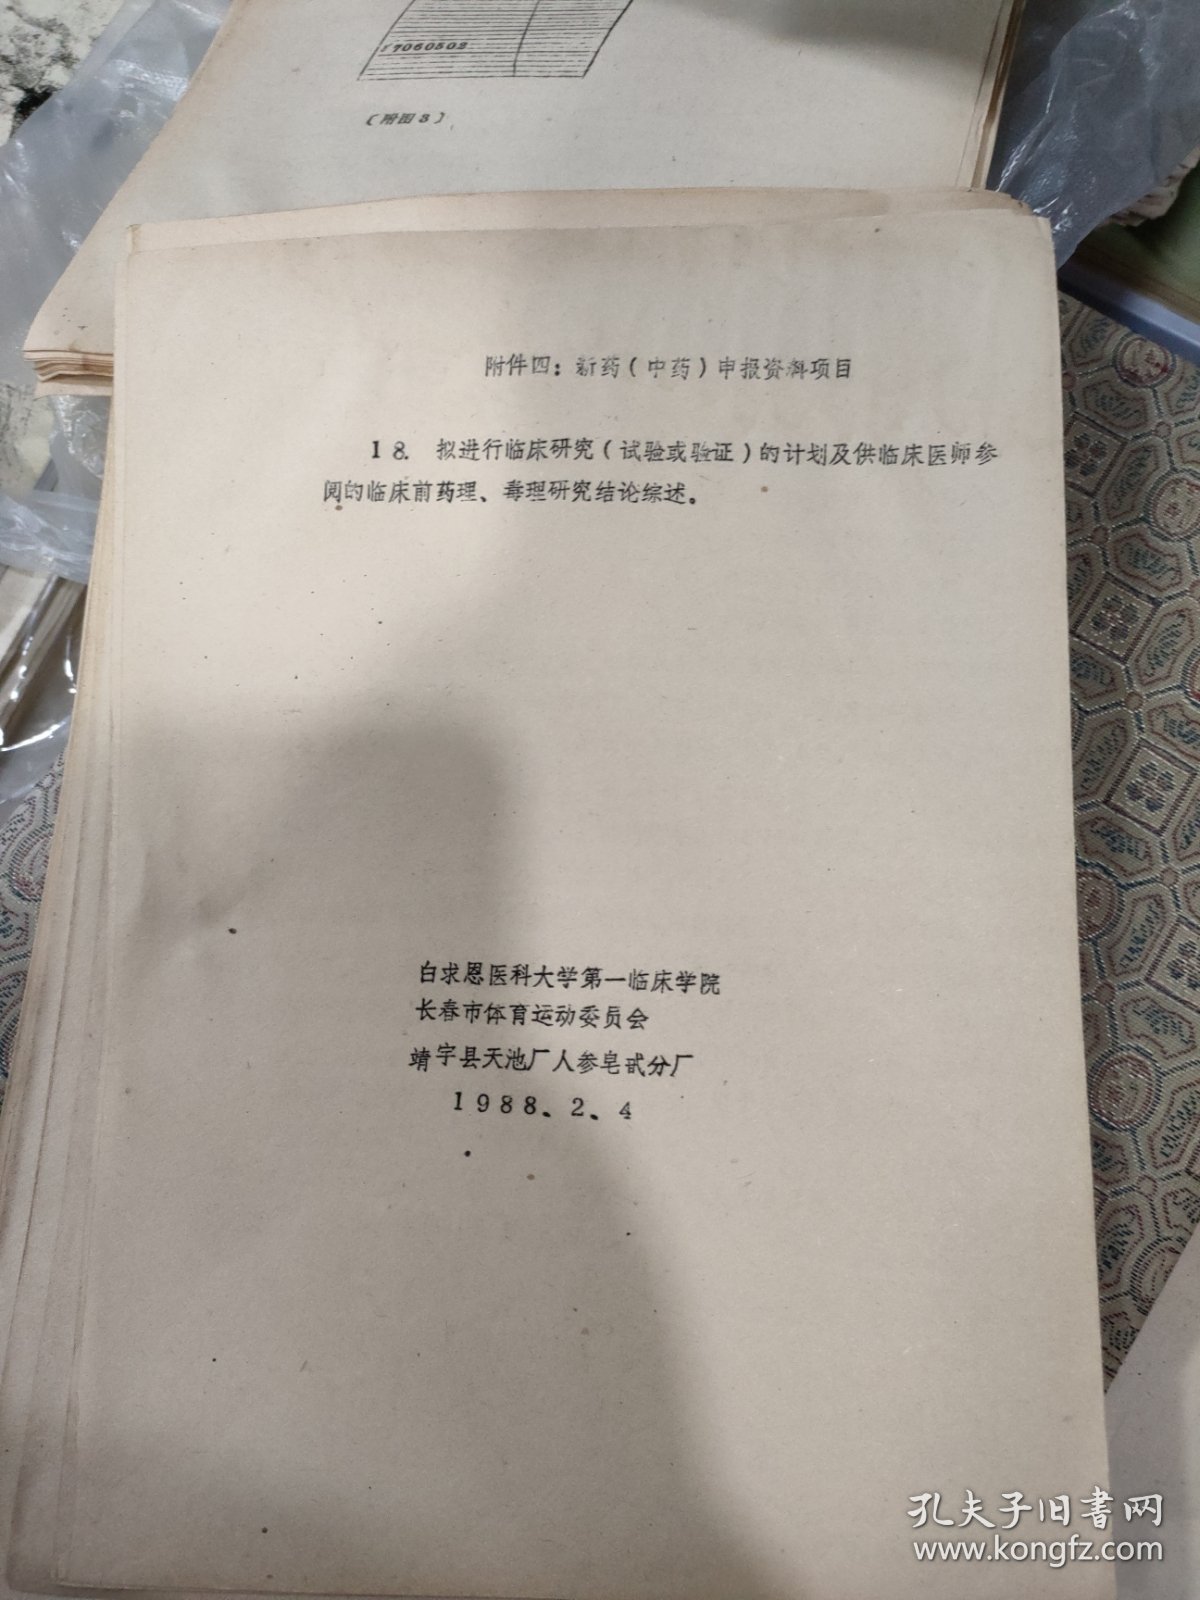 17060502
（附图3）
附件四：新药（中药）申报资料项目
18. 拟进行临床研究（试验或验证）的计划及供临床医师参
阅的临床前药理、毒理研究结论综述。
白求恩医科大学第一临床学院
长春市体育运动委员会
靖宇县天池厂人参皂甙分厂
1988、2、4
孔夫子旧书网
www.kongfz.com